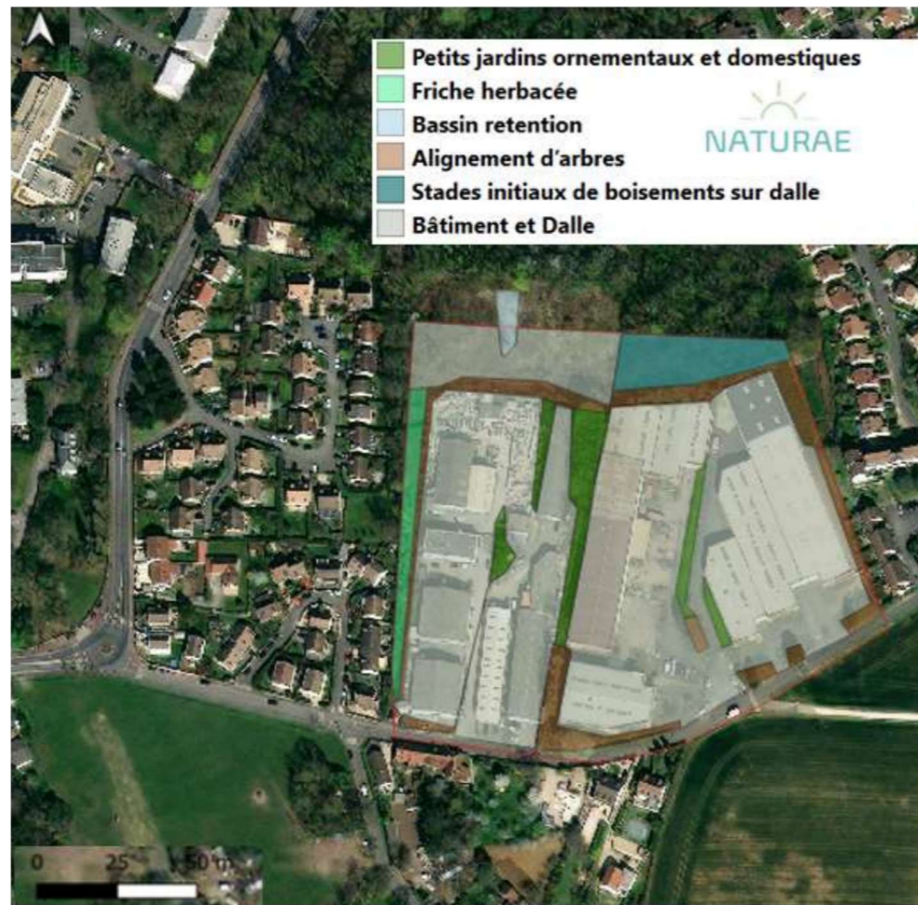 Petits jardins ornementaux et domestiques
Friche herbacée
Bassin retention
Alignement d'arbres
Stades initiaux de boisements sur dalle
Bâtiment et Dalle
NATURAE
0 25 50 m